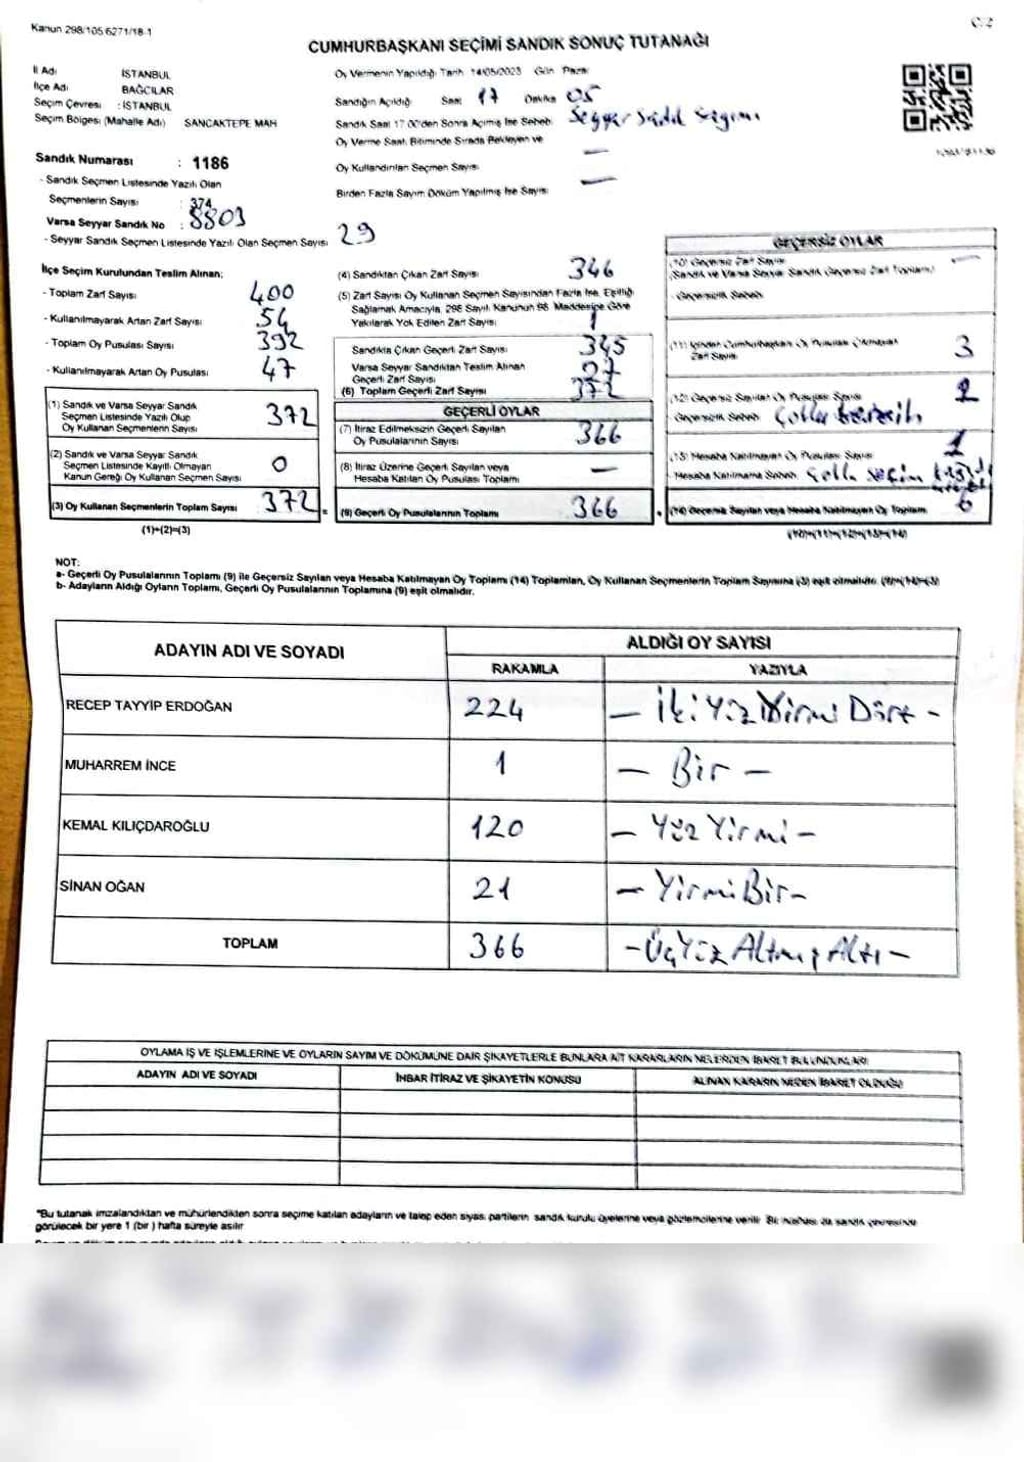 Kanun 298/105 6271/18-1
C/2
CUMHURBAŞKANI SEÇİMİ SANDIK SONUÇ TUTANAĞI
İl Adı İSTANBUL
İlçe Adı BAĞCILAR
Seçim Çevresi : İSTANBUL
Seçim Bölgesi (Mahalle Adı) SANCAKTEPE MAH
Sandık Numarası : 1186
- Sandık Seçmen Listesinde Yazılı Olan
Seçmenlerin Sayısı : 374
Varsa Seyyar Sandık No : 8803
- Seyyar Sandık Seçmen Listesinde Yazılı Olan Seçmen Sayısı 29
Oy Vermenin Yapıldığı Tarih 14/05/2023 Gün Pazar
Sandığın Açıldığı Saat 17 Dakika 05
Sandık Saat 17.00'den Sonra Açılmış İse Sebebi Seyyar Sandık Sayımı
Oy Verme Saati Bitiminde Sırada Bekleyen ve
Oy Kullandırılan Seçmen Sayısı —
Birden Fazla Sayım Döküm Yapılmış İse Sayısı —
İlçe Seçim Kurulundan Teslim Alınan:
- Toplam Zarf Sayısı 400
- Kullanılmayarak Artan Zarf Sayısı 54
- Toplam Oy Pusulası Sayısı 392
- Kullanılmayarak Artan Oy Pusulası 47
(1) Sandık ve Varsa Seyyar Sandık
Seçmen Listesinde Yazılı Olup
Oy Kullanan Seçmenlerin Sayısı 372
(2) Sandık ve Varsa Seyyar Sandık
Seçmen Listesinde Kayıtlı Olmayan
Kanun Gereği Oy Kullanan Seçmen Sayısı 0
(3) Oy Kullanan Seçmenlerin Toplam Sayısı 372 =
(1)+(2)=(3)
(4) Sandıktan Çıkan Zarf Sayısı 346
(5) Zarf Sayısı Oy Kullanan Seçmen Sayısından Fazla İse, Eşitliği
Sağlamak Amacıyla, 298 Sayılı Kanunun 98. Maddesine Göre
Yakılarak Yok Edilen Zarf Sayısı 1
Sandıkta Çıkan Geçerli Zarf Sayısı 345
Varsa Seyyar Sandıktan Teslim Alınan
Geçerli Zarf Sayısı 27
(6) Toplam Geçerli Zarf Sayısı 372
GEÇERLİ OYLAR
(7) İtiraz Edilmeksizin Geçerli Sayılan
Oy Pusulalarının Sayısı 366
(8) İtiraz Üzerine Geçerli Sayılan veya
Hesaba Katılan Oy Pusulası Toplamı —
(9) Geçerli Oy Pusulalarının Toplamı 366 +
GEÇERSİZ OYLAR
(10) Geçersiz Zarf Sayısı —
(Sandık ve Varsa Seyyar Sandık Geçersiz Zarf Toplamı)
- Geçersizlik Sebebi
(11) İçinden Cumhurbaşkanı Oy Pusulası Çıkmayan
Zarf Sayısı 3
(12) Geçersiz Sayılan Oy Pusulası Sayısı 2
Geçersizlik Sebebi Çoklu tercih
(13) Hesaba Katılmayan Oy Pusulası Sayısı 1
Hesaba Katılmama Sebebi Çoklu seçim
(14) Geçersiz Sayılan veya Hesaba Katılmayan Oy Toplamı 6
(10)+(11)+(12)+(13)=(14)
NOT:
a- Geçerli Oy Pusulalarının Toplamı (9) ile Geçersiz Sayılan veya Hesaba Katılmayan Oy Toplamı (14) Toplamları, Oy Kullanan Seçmenlerin Toplam Sayısına (3) eşit olmalıdır. (9)+(14)=(3)
b- Adayların Aldığı Oyların Toplamı, Geçerli Oy Pusulalarının Toplamına (9) eşit olmalıdır.
ADAYIN ADI VE SOYADI ALDIĞI OY SAYISI
RAKAMLA YAZIYLA
RECEP TAYYİP ERDOĞAN 224 — İki Yüz Yirmi Dört -
MUHARREM İNCE 1 — Bir —
KEMAL KILIÇDAROĞLU 120 — Yüz Yirmi —
SİNAN OĞAN 21 — Yirmi Bir -
TOPLAM 366 - Üç Yüz Altmış Altı —
OYLAMA İŞ VE İŞLEMLERİNE VE OYLARIN SAYIM VE DÖKÜMÜNE DAİR ŞİKAYETLERLE BUNLARA AİT KARARLARIN NELERDEN İBARET BULUNDUKLARI
ADAYIN ADI VE SOYADI İHBAR İTİRAZ VE ŞİKAYETİN KONUSU ALINAN KARARIN NEDEN İBARET OLDUĞU
"Bu tutanak imzalandıktan ve mühürlendikten sonra seçime katılan adayların ve talep eden siyasi partilerin sandık kurulu üyelerine veya gözlemcilerine verilir. Bir nüshası da sandık çevresinde
görülecek bir yere 1 (bir) hafta süreyle asılır